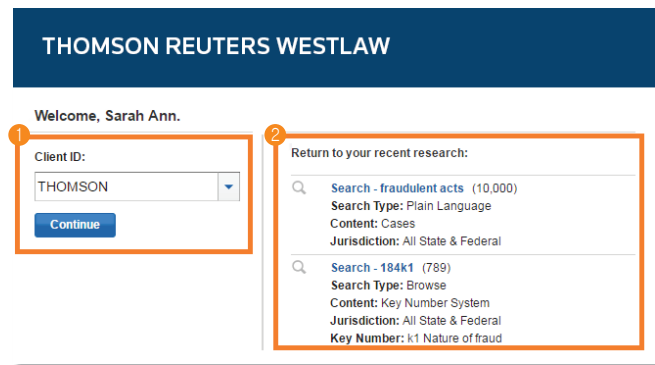 THOMSON REUTERS WESTLAW
Welcome, Sarah Ann.
1
Client ID:
THOMSON
Continue
2
Return to your recent research:
Search - fraudulent acts (10,000)
Search Type: Plain Language
Content: Cases
Jurisdiction: All State & Federal
Search - 184k1 (789)
Search Type: Browse
Content: Key Number System
Jurisdiction: All State & Federal
Key Number: k1 Nature of fraud